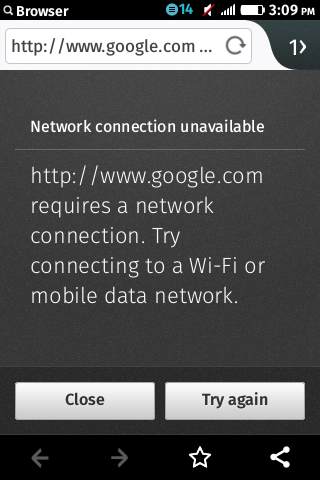 Browser 14 3:09 PM
http://www.google.com ... 1
Network connection unavailable
http://www.google.com
requires a network
connection. Try
connecting to a Wi-Fi or
mobile data network.
Close Try again